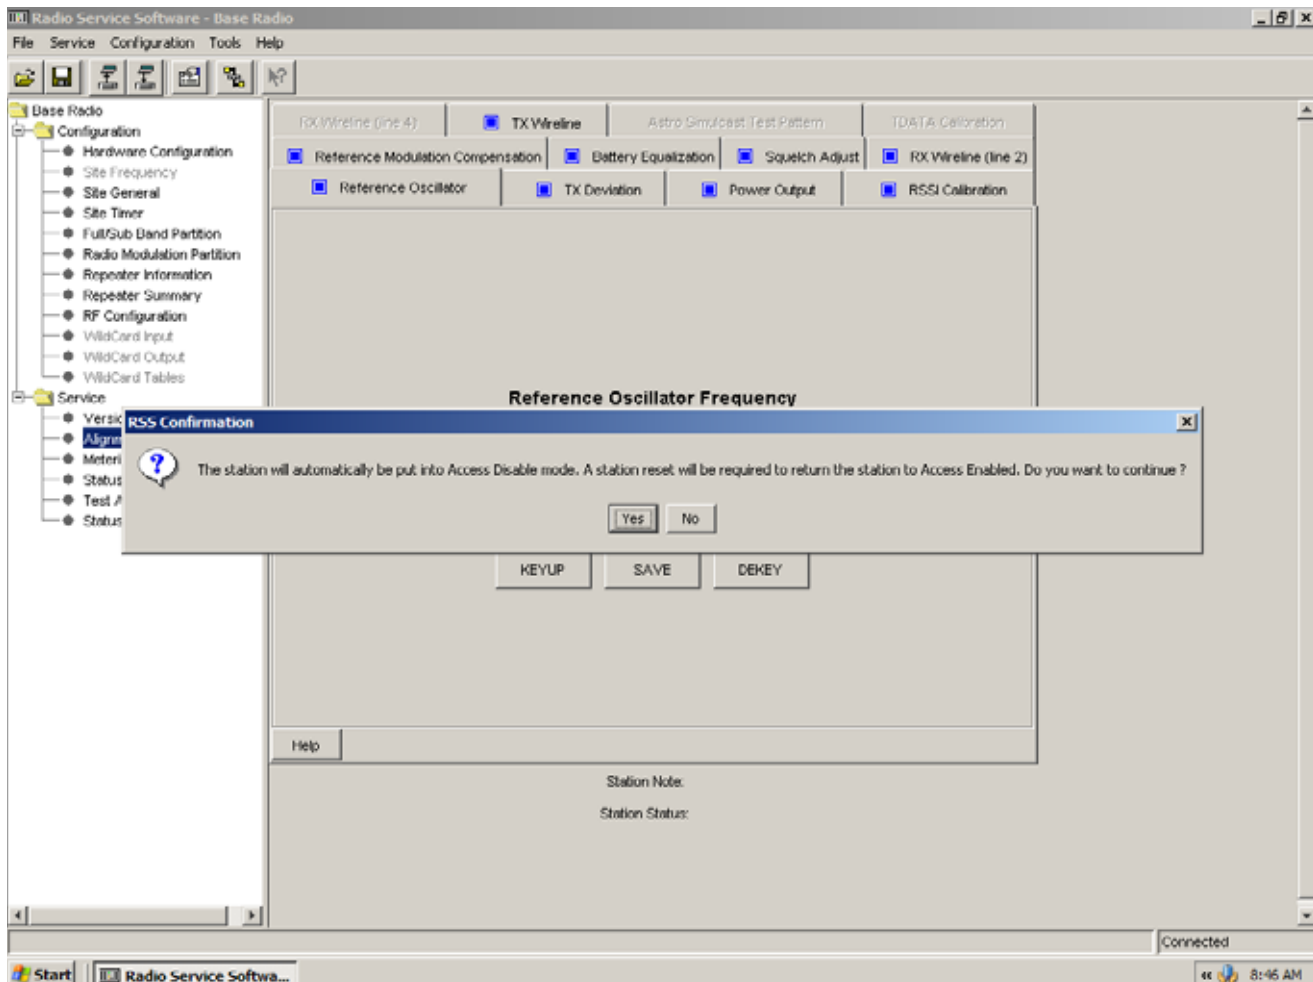 Radio Service Software - Base Radio
File Service Configuration Tools Help
Base Radio
Configuration
Hardware Configuration
Site Frequency
Site General
Site Timer
Full/Sub Band Partition
Radio Modulation Partition
Repeater Information
Repeater Summary
RF Configuration
WildCard Input
WildCard Output
WildCard Tables
Service
Versio
Alignm
Meteri
Status
Test A
Status
RX Wireline (line 4) TX Wireline Astro Simulcast Test Pattern TDATA Calibration
Reference Modulation Compensation Battery Equalization Squelch Adjust RX Wireline (line 2)
Reference Oscillator TX Deviation Power Output RSSI Calibration
Reference Oscillator Frequency
RSS Confirmation
The station will automatically be put into Access Disable mode. A station reset will be required to return the station to Access Enabled. Do you want to continue ?
Yes No
KEYUP SAVE DEKEY
Help
Station Note:
Station Status:
Connected
Start Radio Service Softwa... 8:46 AM